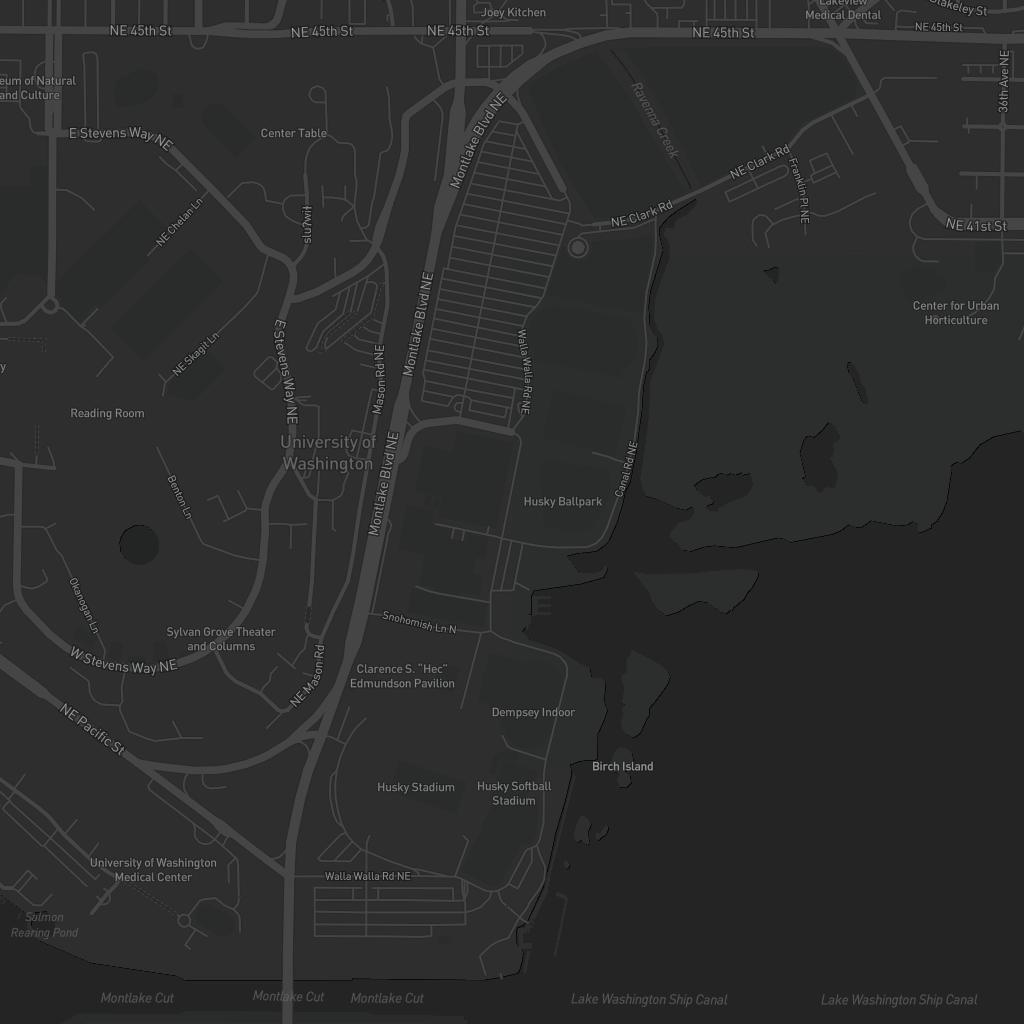 Joey Kitchen
Lakeview
Medical Dental
Blakeley St
NE 45th St
NE 45th St
NE 45th St
NE 45th St
NE 45th St
eum of Natural
and Culture
36th Ave NE
E Stevens Way NE
Center Table
Montlake Blvd NE
Ravenna Creek
NE Clark Rd
Franklin Pl NE
NE Chelan Ln
sluʔwiɫ
NE Clark Rd
NE 41st St
Center for Urban
Horticulture
Montlake Blvd NE
E Stevens Way NE
NE Skagit Ln
Mason Rd NE
Walla Walla Rd NE
y
Reading Room
University of
Washington
Montlake Blvd NE
Canal Rd NE
Benton Ln
Husky Ballpark
Okanogan Ln
Snohomish Ln N
Sylvan Grove Theater
and Columns
W Stevens Way NE
NE Mason Rd
Clarence S. "Hec"
Edmundson Pavilion
Dempsey Indoor
NE Pacific St
Birch Island
Husky Stadium
Husky Softball
Stadium
University of Washington
Medical Center
Walla Walla Rd NE
Salmon
Rearing Pond
Montlake Cut
Montlake Cut
Montlake Cut
Lake Washington Ship Canal
Lake Washington Ship Canal